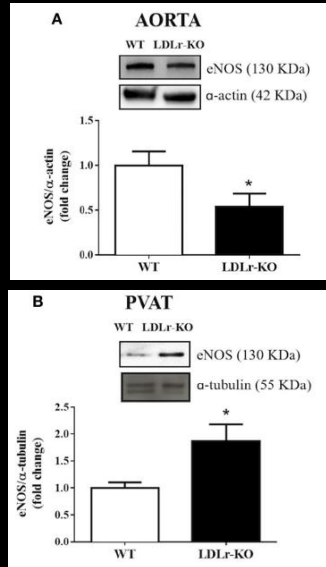 A
AORTA
WT LDLr-KO
eNOS (130 KDa)
α-actin (42 KDa)
eNOS/α-actin
(fold change)
1.5
1.0
0.5
0.0
*
WT
LDLr-KO
B
PVAT
WT LDLr-KO
eNOS (130 KDa)
α-tubulin (55 KDa)
eNOS/α-tubulin
(fold change)
2.5
2.0
1.5
1.0
0.5
0.0
*
WT
LDLr-KO